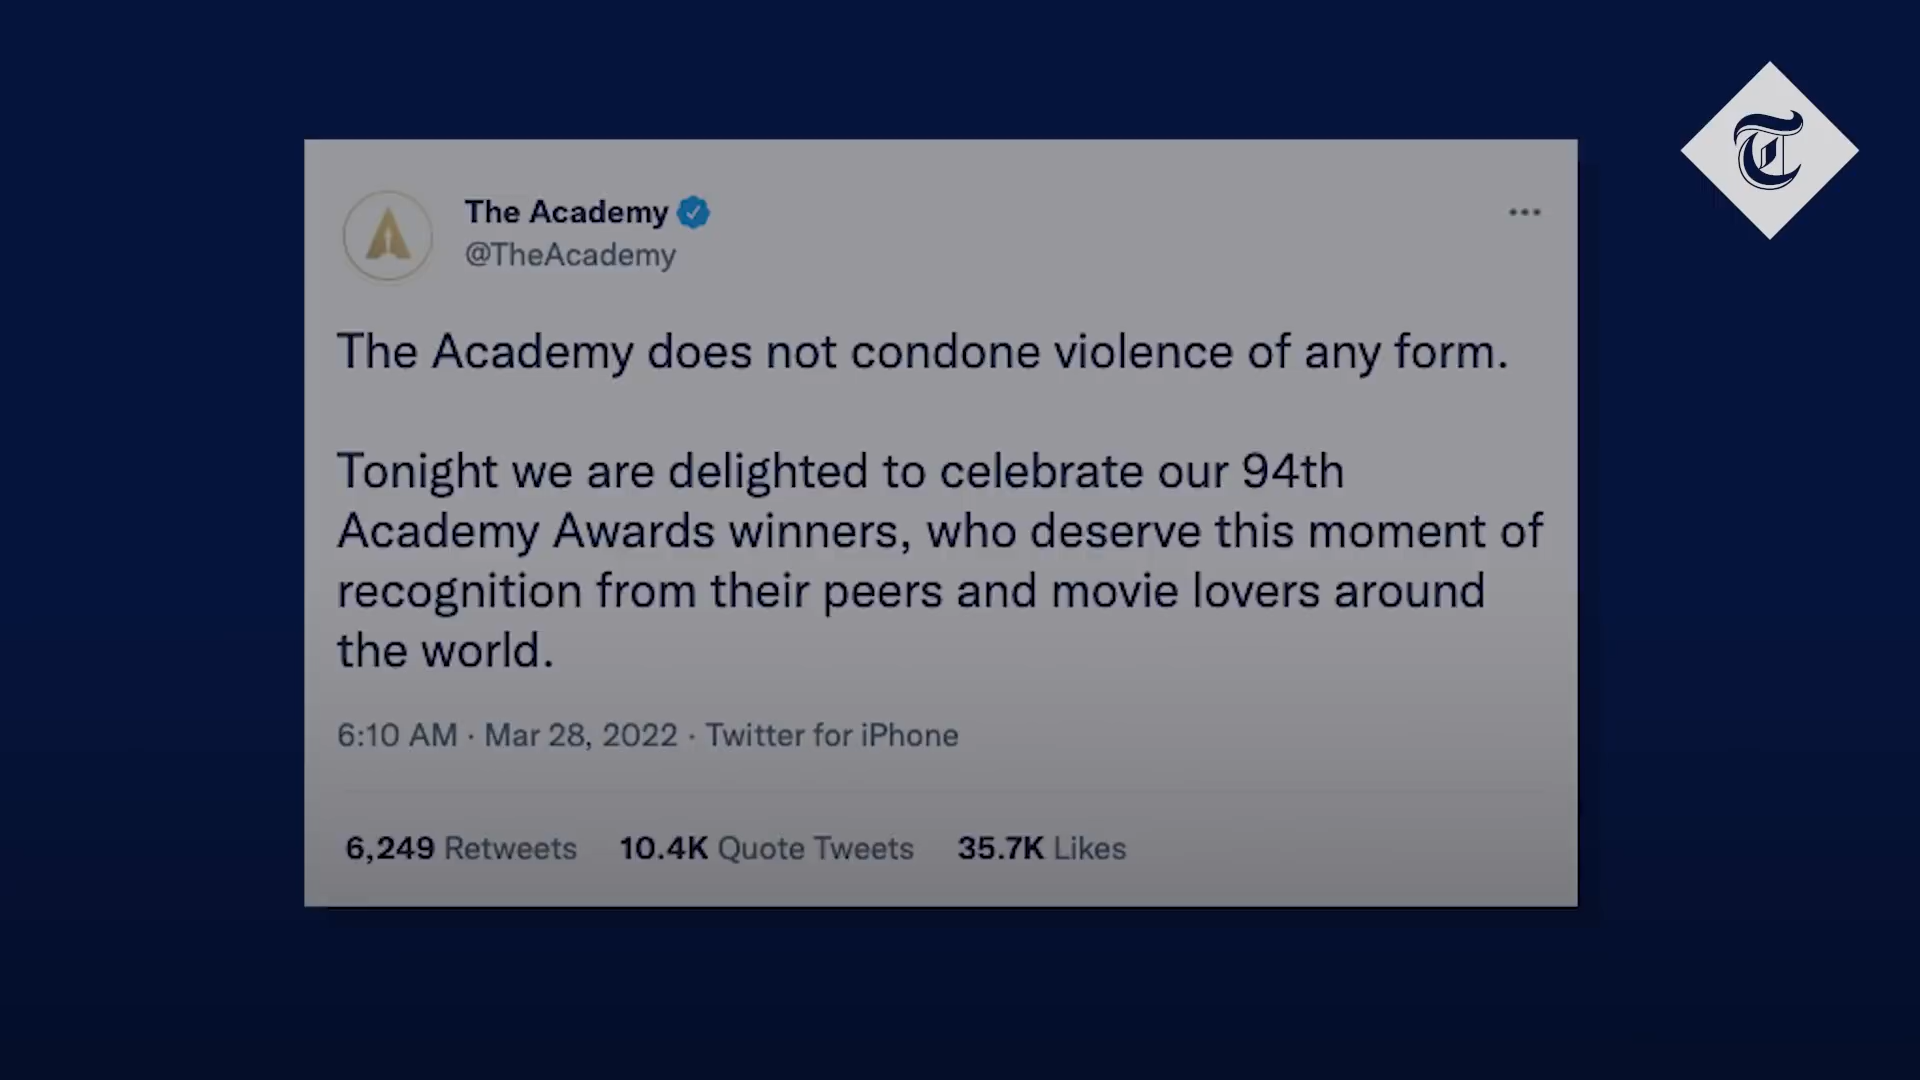 The Academy
@TheAcademy
The Academy does not condone violence of any form.
Tonight we are delighted to celebrate our 94th
Academy Awards winners, who deserve this moment of
recognition from their peers and movie lovers around
the world.
6:10 AM · Mar 28, 2022 · Twitter for iPhone
6,249 Retweets 10.4K Quote Tweets 35.7K Likes
T